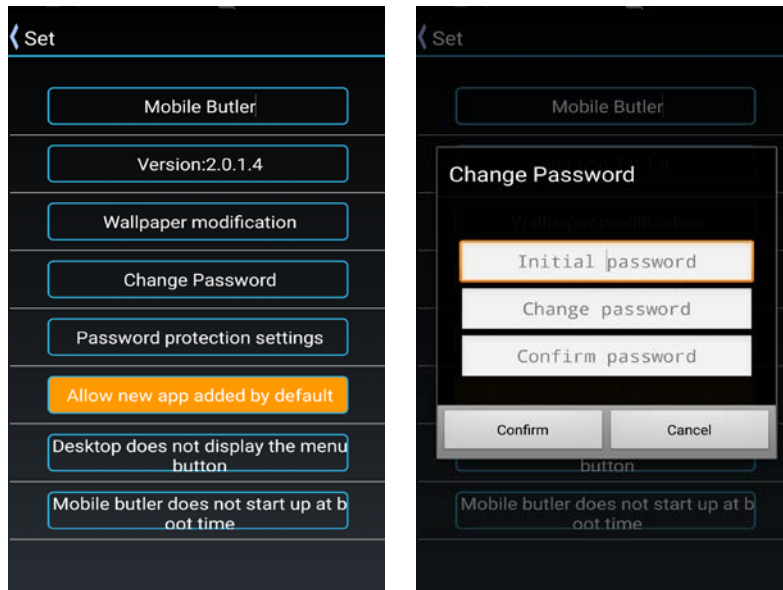 Set
Mobile Butler
Version:2.0.1.4
Wallpaper modification
Change Password
Password protection settings
Allow new app added by default
Desktop does not display the menu
button
Mobile butler does not start up at b
oot time
Set
Mobile Butler
Change Password
Initial password
Change password
Confirm password
Confirm
Cancel
button
Mobile butler does not start up at b
oot time